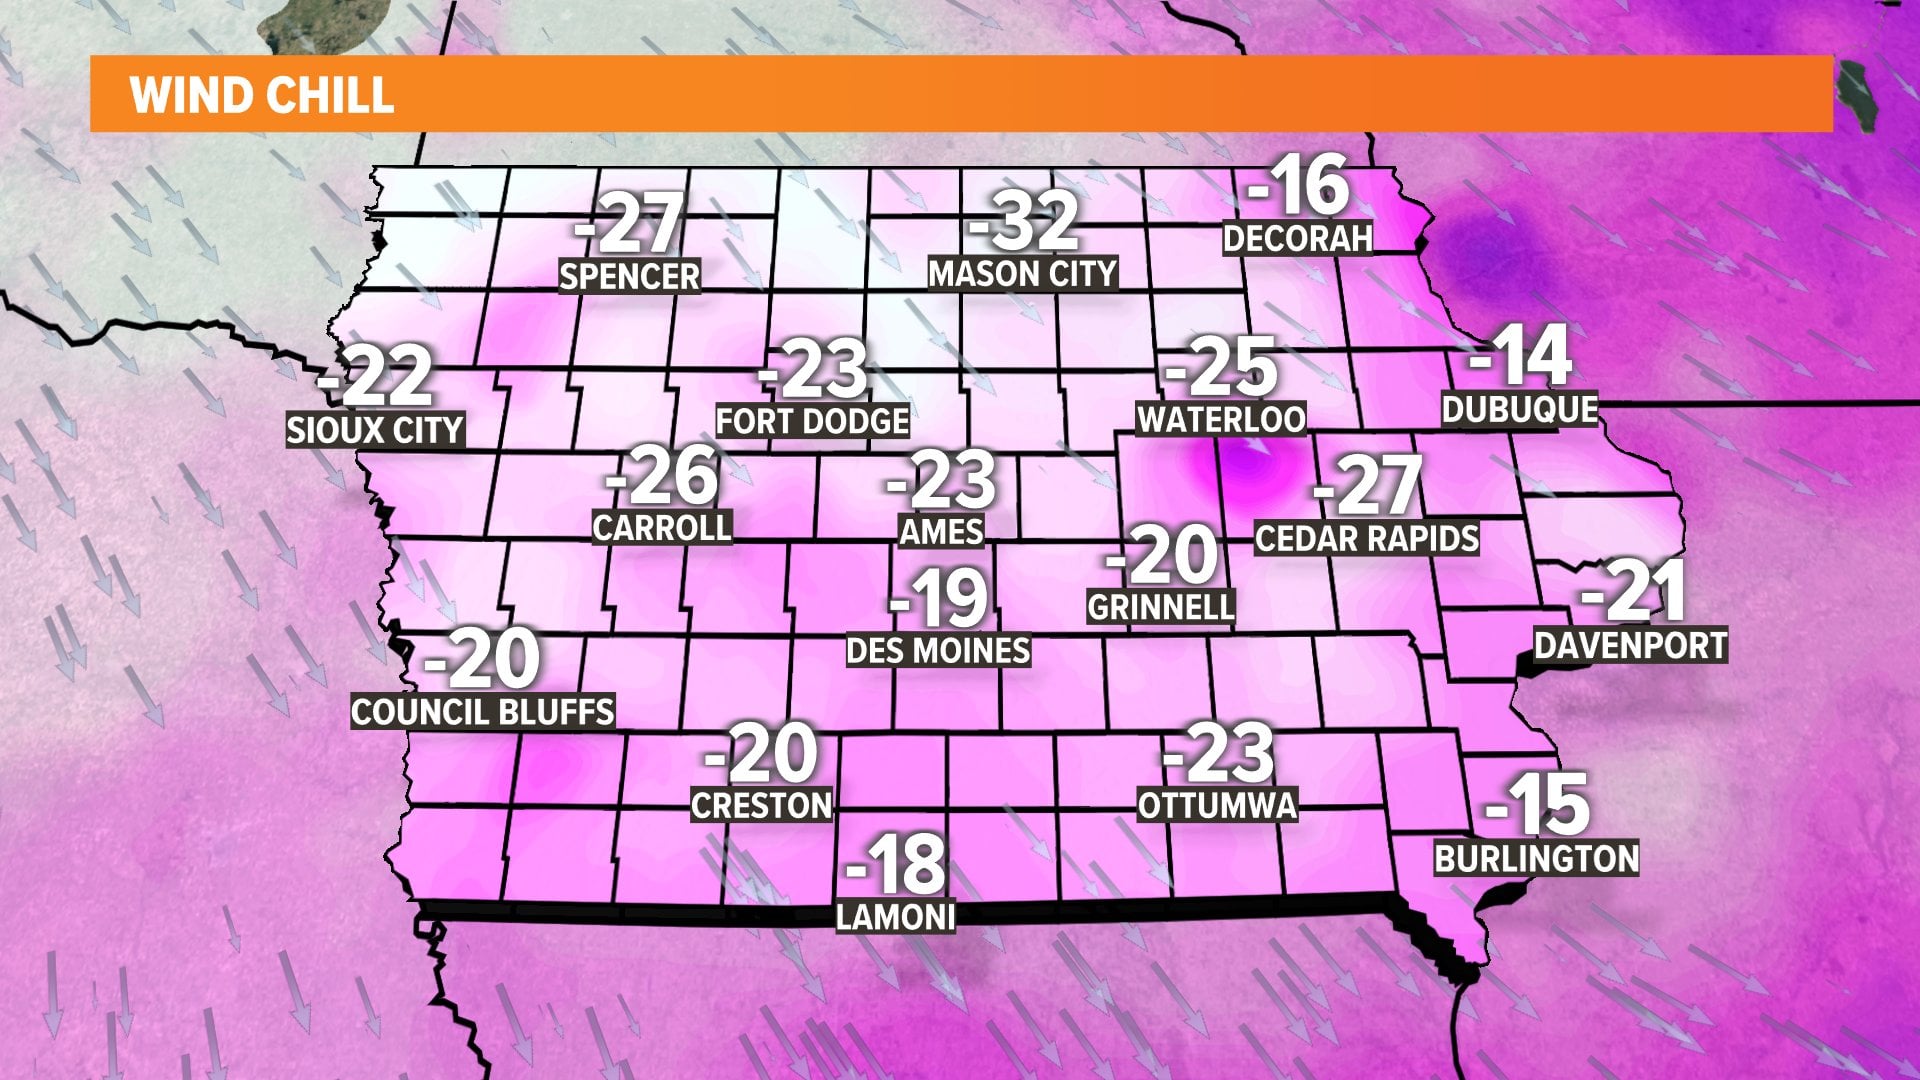 WIND CHILL
-16
DECORAH
-27
SPENCER
-32
MASON CITY
-14
DUBUQUE
-22
SIOUX CITY
-23
FORT DODGE
-25
WATERLOO
-26
CARROLL
-23
AMES
-27
CEDAR RAPIDS
-20
GRINNELL
-19
DES MOINES
-21
DAVENPORT
-20
COUNCIL BLUFFS
-20
CRESTON
-23
OTTUMWA
-15
BURLINGTON
-18
LAMONI